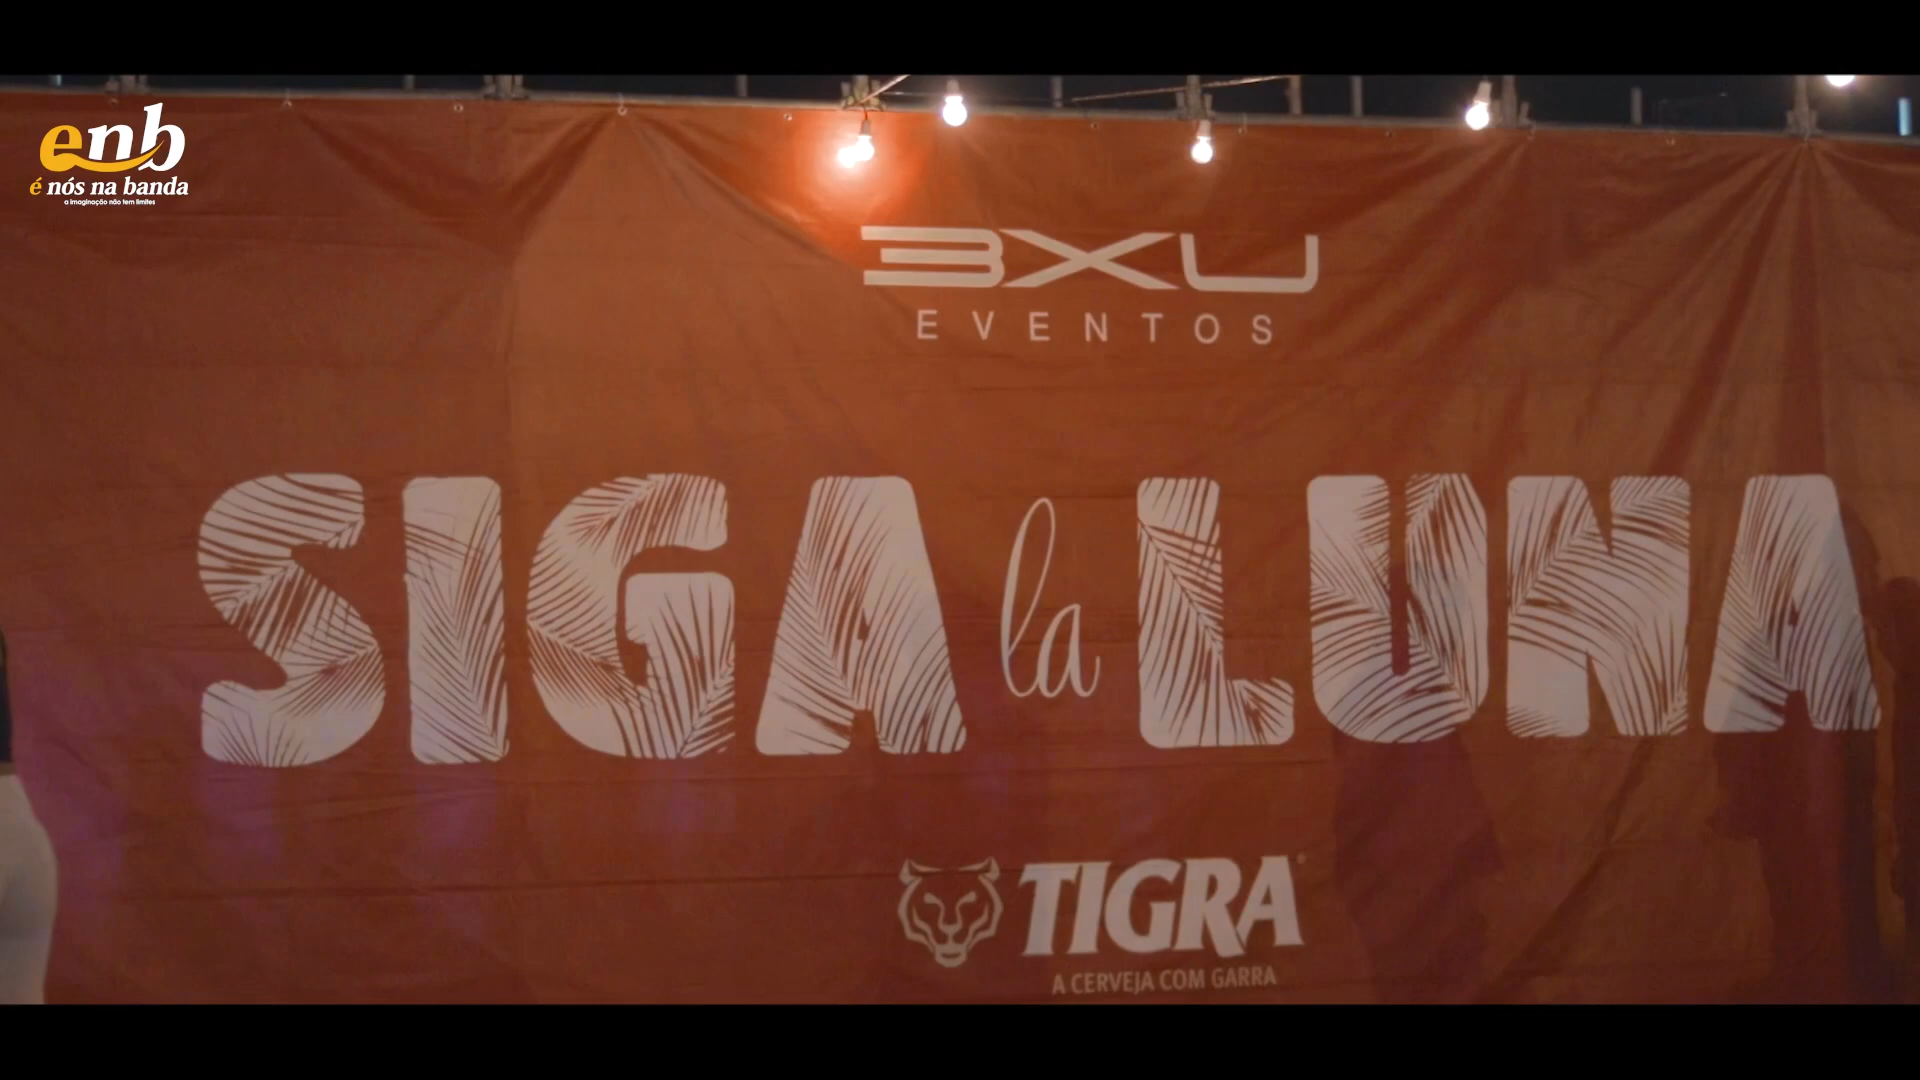 enb
é nós na banda
a imaginação não tem limites
3XU
EVENTOS
SIGA la LUNA
TIGRA
A CERVEJA COM GARRA